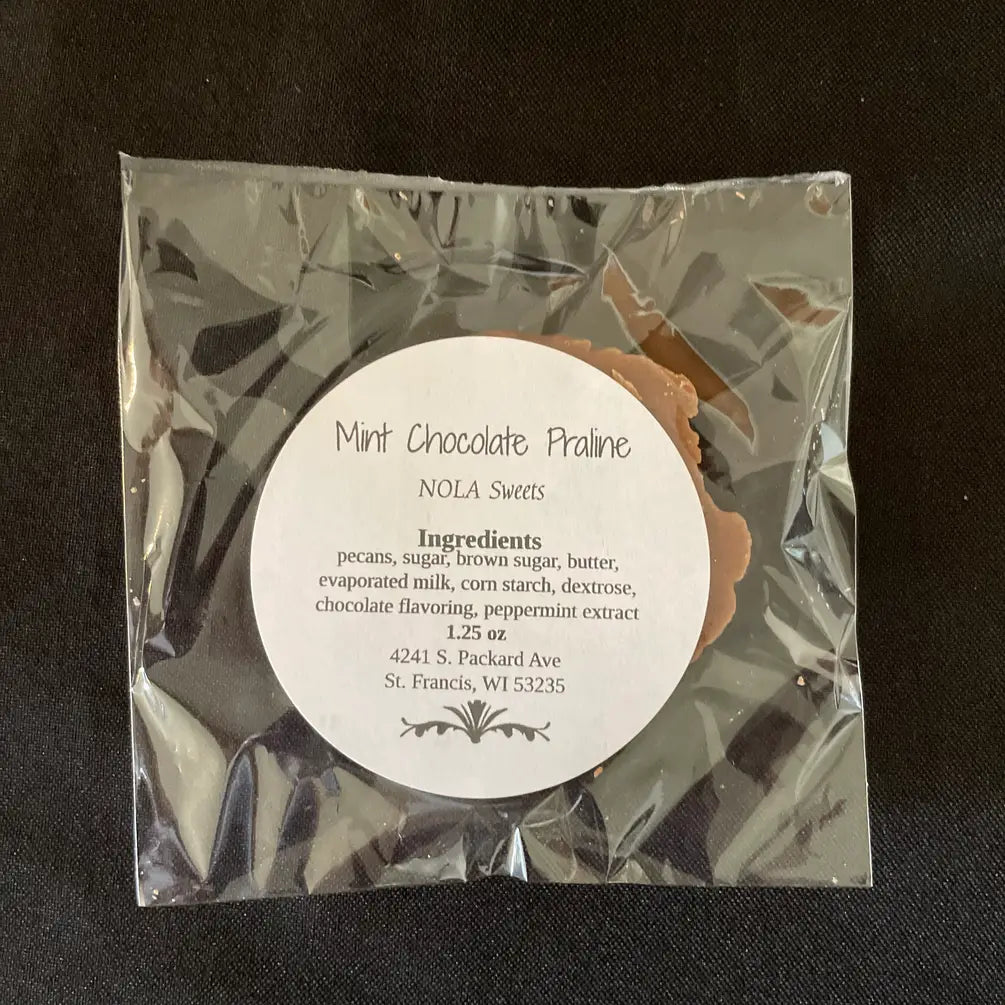 Mint Chocolate Praline
NOLA Sweets
Ingredients
pecans, sugar, brown sugar, butter,
evaporated milk, corn starch, dextrose,
chocolate flavoring, peppermint extract
1.25 oz
4241 S. Packard Ave
St. Francis, WI 53235